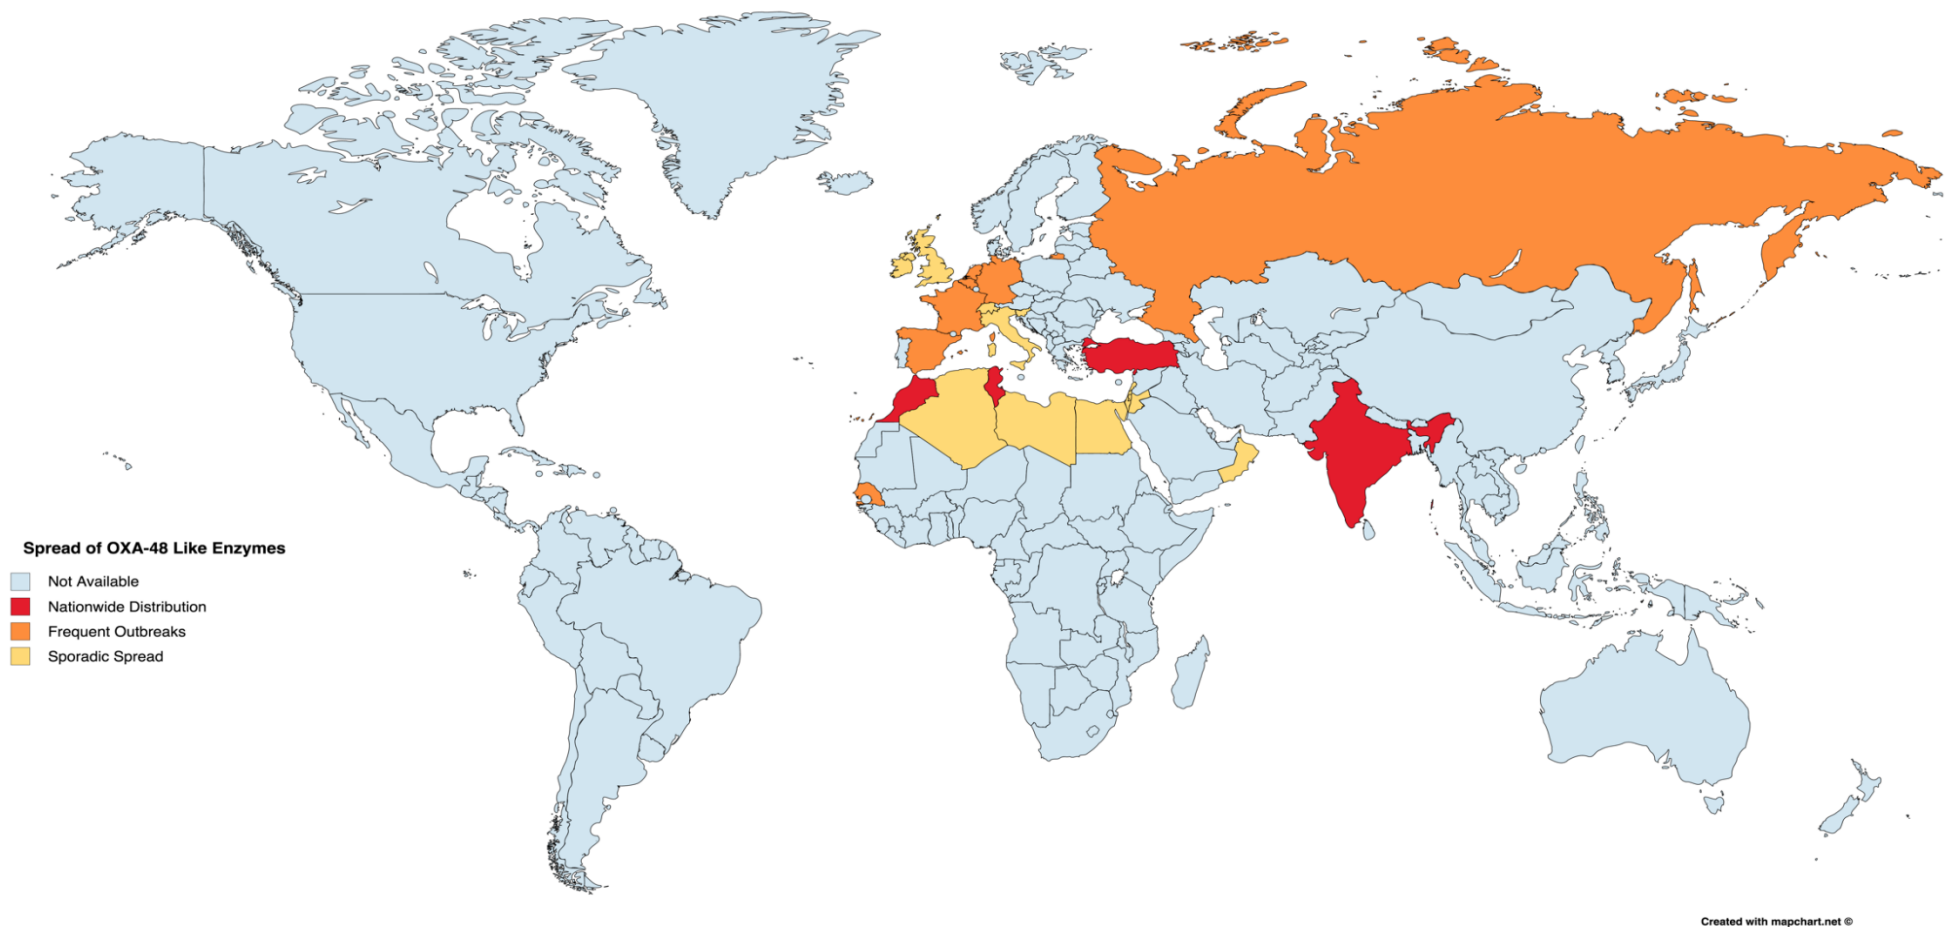 Spread of OXA-48 Like Enzymes
Not Available
Nationwide Distribution
Frequent Outbreaks
Sporadic Spread
Created with mapchart.net ©